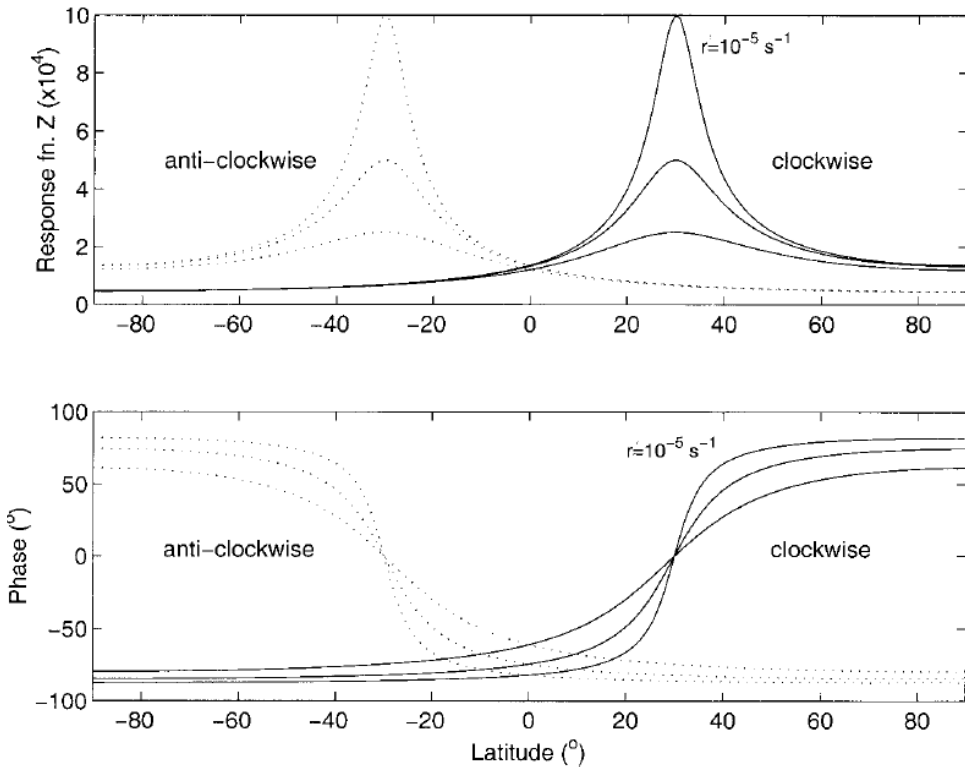 Response fn. Z (x10⁴)
10
8
6
4
2
0
r=10⁻⁵ s⁻¹
anti−clockwise
clockwise
−80 −60 −40 −20 0 20 40 60 80
Phase (°)
100
50
0
−50
−100
r=10⁻⁵ s⁻¹
anti−clockwise
clockwise
−80 −60 −40 −20 0 20 40 60 80
Latitude (°)